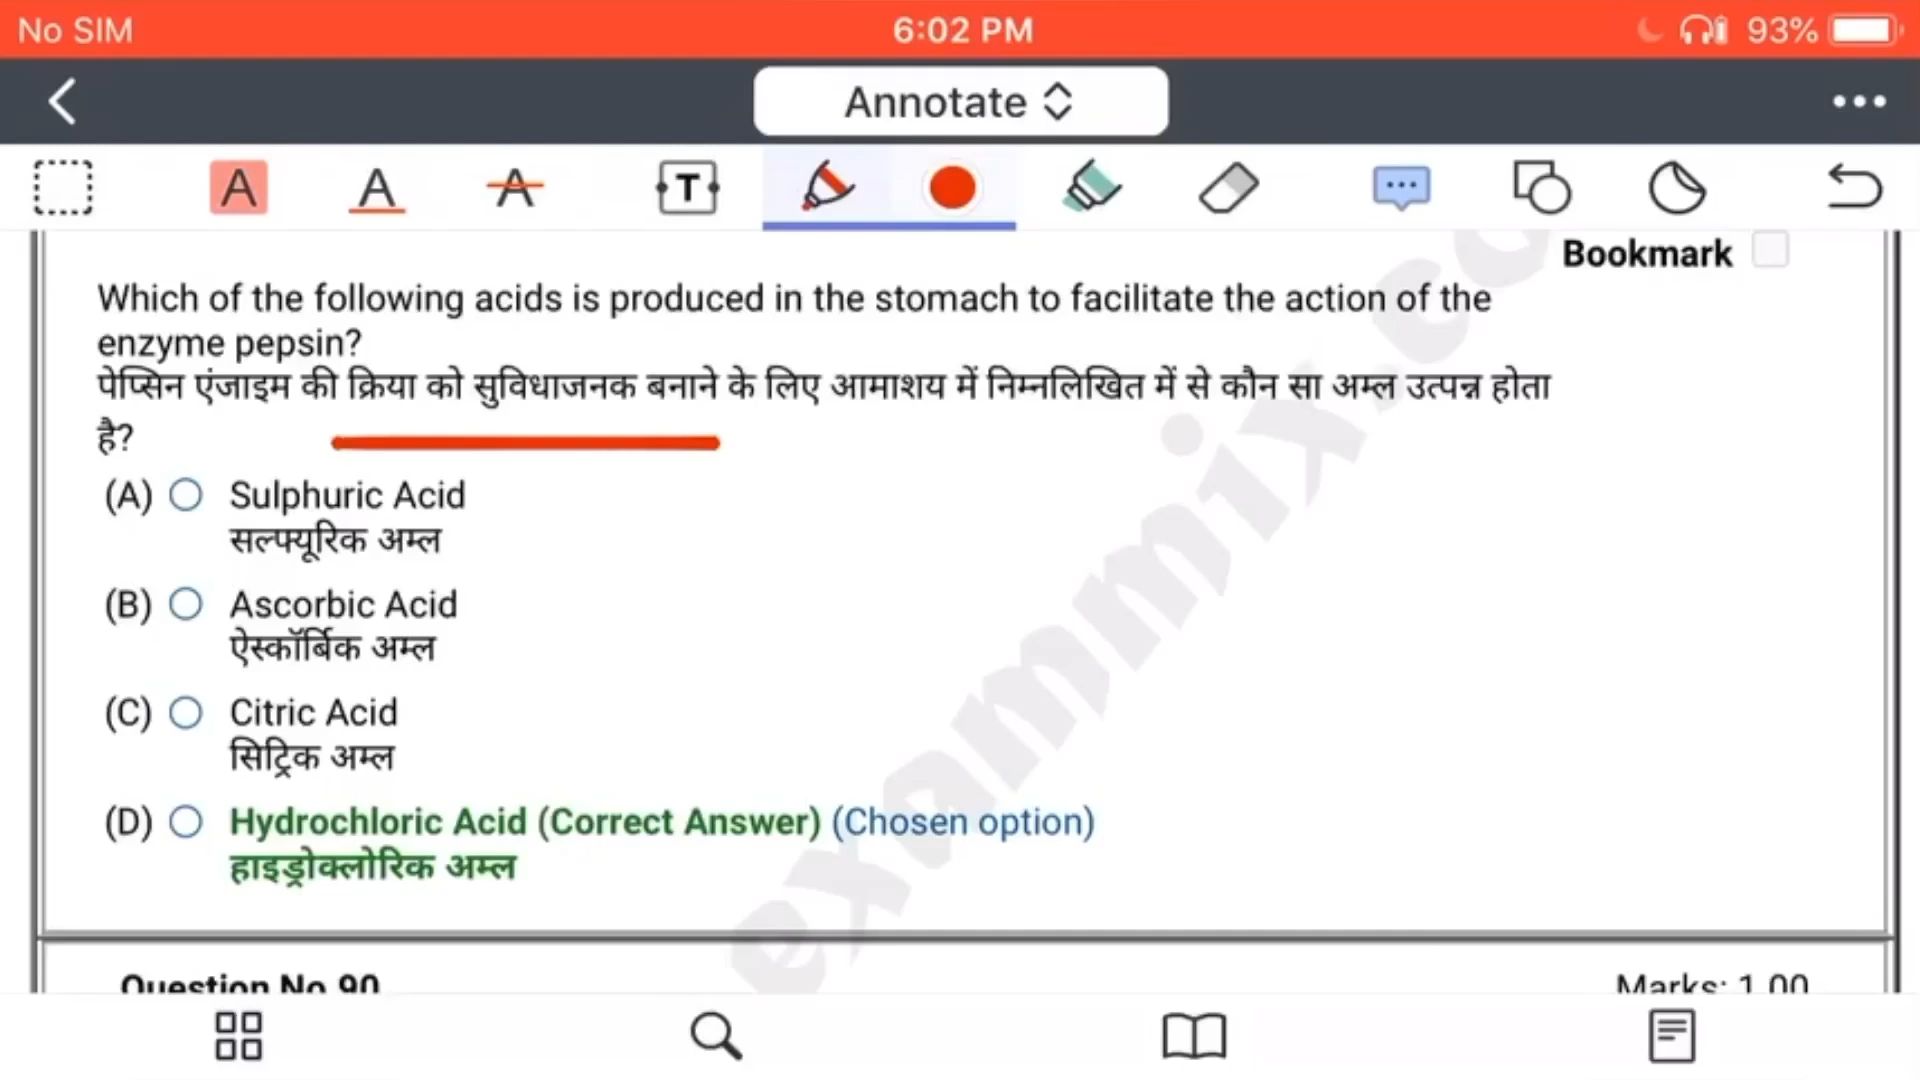 No SIM 6:02 PM 93%
Annotate
A A A T
Bookmark
Which of the following acids is produced in the stomach to facilitate the action of the
enzyme pepsin?
पेप्सिन एंजाइम की क्रिया को सुविधाजनक बनाने के लिए आमाशय में निम्नलिखित में से कौन सा अम्ल उत्पन्न होता
है?
(A) Sulphuric Acid
सल्फ्यूरिक अम्ल
(B) Ascorbic Acid
ऐस्कॉर्बिक अम्ल
(C) Citric Acid
सिट्रिक अम्ल
(D) Hydrochloric Acid (Correct Answer) (Chosen option)
हाइड्रोक्लोरिक अम्ल
exammix.co
Question No 90 Marks: 1.00